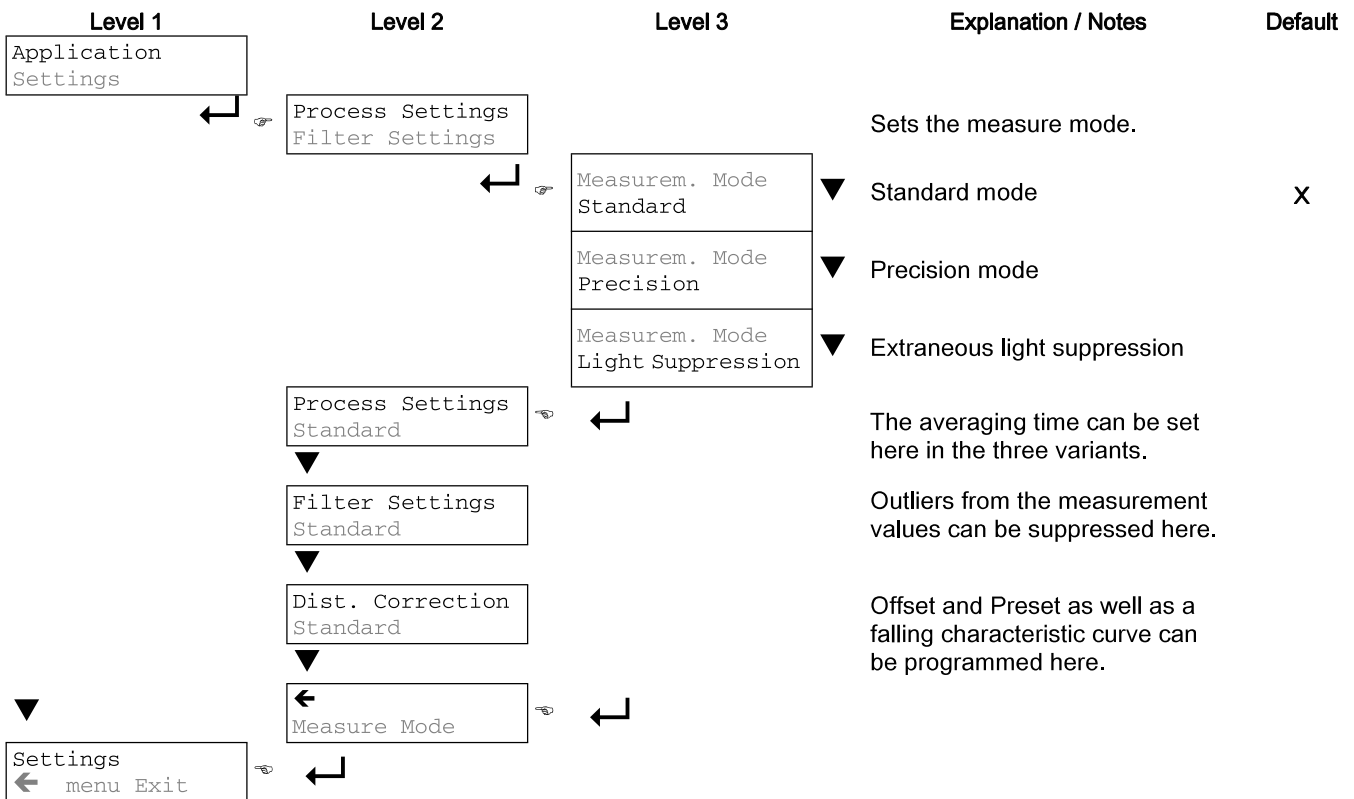 Level 1 Level 2 Level 3 Explanation / Notes Default
Application
Settings
Process Settings
Filter Settings
Sets the measure mode.
Measurem. Mode
Standard
Standard mode x
Measurem. Mode
Precision
Precision mode
Measurem. Mode
Light Suppression
Extraneous light suppression
Process Settings
Standard
The averaging time can be set
here in the three variants.
Filter Settings
Standard
Outliers from the measurement
values can be suppressed here.
Dist. Correction
Standard
Offset and Preset as well as a
falling characteristic curve can
be programmed here.
←
Measure Mode
Settings
← menu Exit